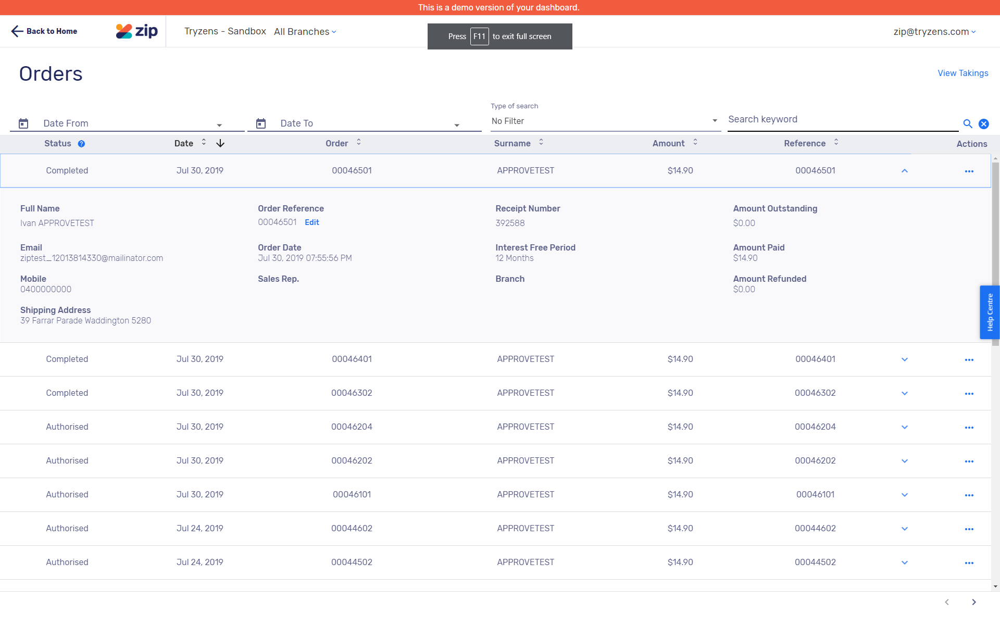 This is a demo version of your dashboard.
Back to Home
zip
Tryzens - Sandbox All Branches
Press F11 to exit full screen
zip@tryzens.com
Orders
View Takings
Date From
Date To
Type of search
No Filter
Search keyword
Status ? Date Order Surname Amount Reference Actions
Completed Jul 30, 2019 00046501 APPROVETEST $14.90 00046501
Full Name Order Reference Receipt Number Amount Outstanding
Ivan APPROVETEST 00046501 Edit 392588 $0.00
Email Order Date Interest Free Period Amount Paid
ziptest_12013814330@mailinator.com Jul 30, 2019 07:55:56 PM 12 Months $14.90
Mobile Sales Rep. Branch Amount Refunded
0400000000 $0.00
Shipping Address
39 Farrar Parade Waddington 5280
Help Centre
Completed Jul 30, 2019 00046401 APPROVETEST $14.90 00046401
Completed Jul 30, 2019 00046302 APPROVETEST $14.90 00046302
Authorised Jul 30, 2019 00046204 APPROVETEST $14.90 00046204
Authorised Jul 30, 2019 00046202 APPROVETEST $14.90 00046202
Authorised Jul 30, 2019 00046101 APPROVETEST $14.90 00046101
Authorised Jul 24, 2019 00044602 APPROVETEST $14.90 00044602
Authorised Jul 24, 2019 00044502 APPROVETEST $14.90 00044502